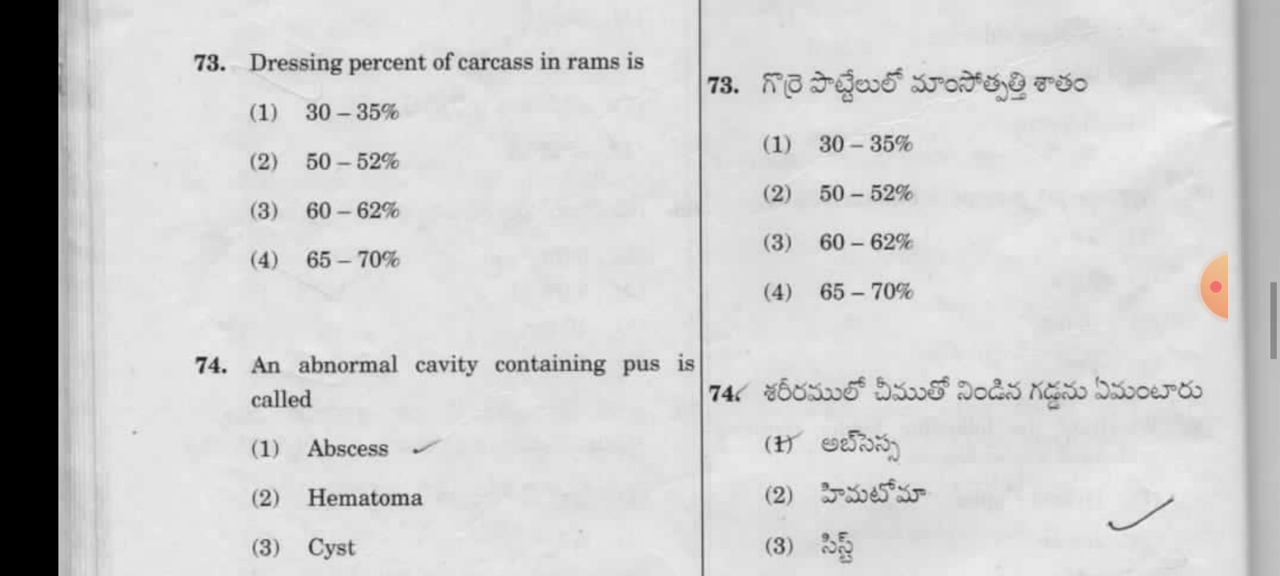 73. Dressing percent of carcass in rams is
(1) 30 – 35%
(2) 50 – 52%
(3) 60 – 62%
(4) 65 – 70%
74. An abnormal cavity containing pus is
called
(1) Abscess
(2) Hematoma
(3) Cyst
73. గొర్రె పొట్టేలులో మాంసోత్పత్తి శాతం
(1) 30 – 35%
(2) 50 – 52%
(3) 60 – 62%
(4) 65 – 70%
74. శరీరములో చీముతో నిండిన గడ్డను ఏమంటారు
(1) అబ్‌సెస్స
(2) హిమటోమా
(3) సిస్ట్